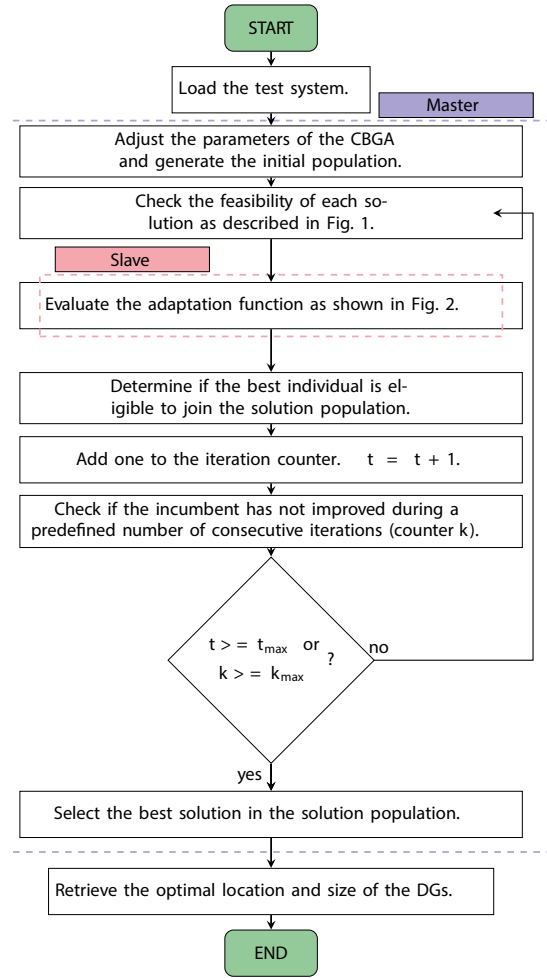 START
Load the test system.
Master
Adjust the parameters of the CBGA
and generate the initial population.
Check the feasibility of each so-
lution as described in Fig. 1.
Slave
Evaluate the adaptation function as shown in Fig. 2.
Determine if the best individual is el-
igible to join the solution population.
Add one to the iteration counter. t = t + 1.
Check if the incumbent has not improved during a
predefined number of consecutive iterations (counter k).
t >= tmax or
k >= kmax
?
no
yes
Select the best solution in the solution population.
Retrieve the optimal location and size of the DGs.
END